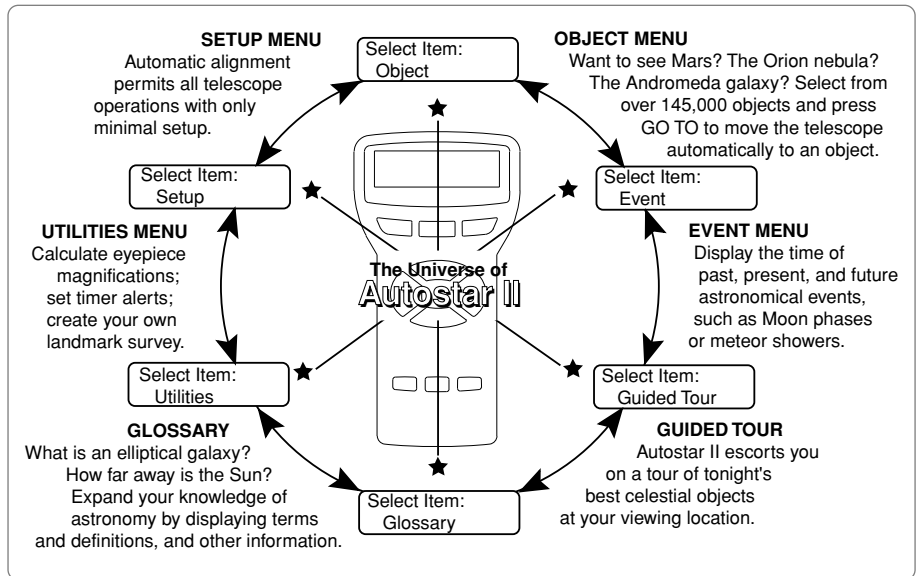 SETUP MENU
Automatic alignment
permits all telescope
operations with only
minimal setup.
Select Item:
Object
OBJECT MENU
Want to see Mars? The Orion nebula?
The Andromeda galaxy? Select from
over 145,000 objects and press
GO TO to move the telescope
automatically to an object.
Select Item:
Setup
Select Item:
Event
UTILITIES MENU
Calculate eyepiece
magnifications;
set timer alerts;
create your own
landmark survey.
The Universe of
Autostar II
EVENT MENU
Display the time of
past, present, and future
astronomical events,
such as Moon phases
or meteor showers.
Select Item:
Utilities
Select Item:
Guided Tour
GLOSSARY
What is an elliptical galaxy?
How far away is the Sun?
Expand your knowledge of
astronomy by displaying terms
and definitions, and other information.
Select Item:
Glossary
GUIDED TOUR
Autostar II escorts you
on a tour of tonight's
best celestial objects
at your viewing location.